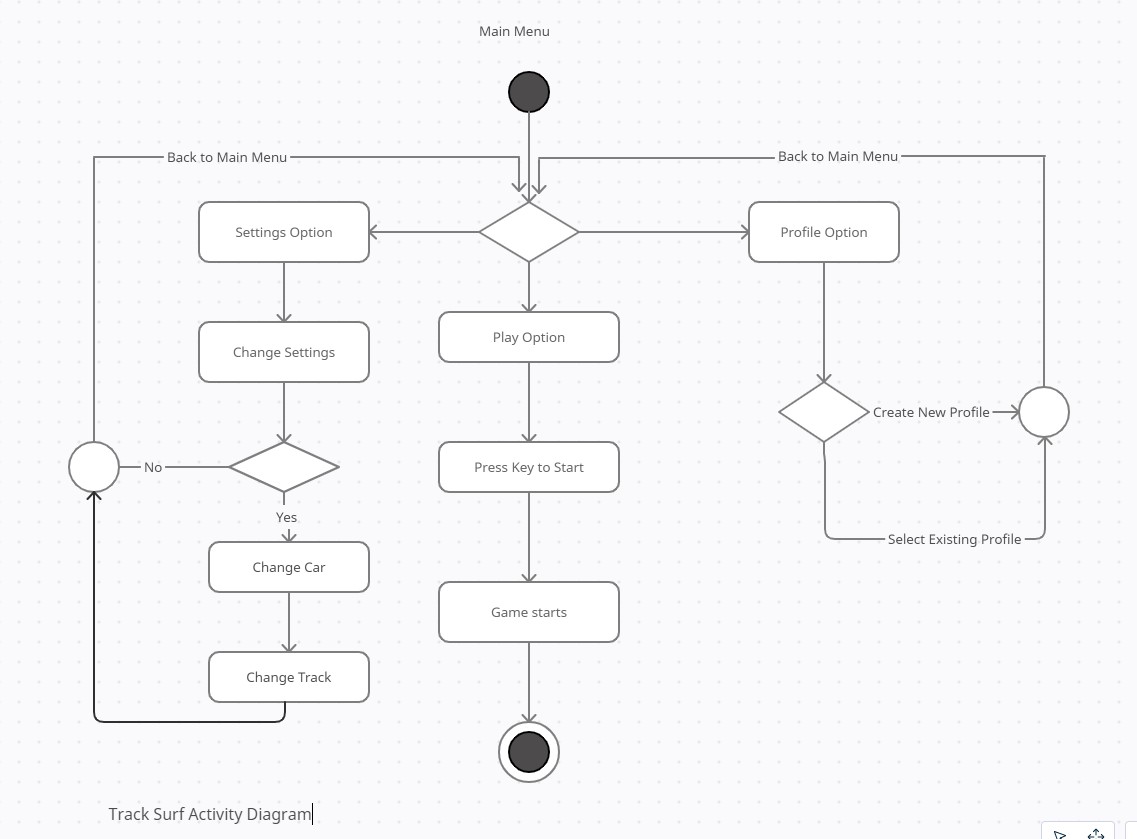 Main Menu
Back to Main Menu
Back to Main Menu
Settings Option
Profile Option
Play Option
Change Settings
Create New Profile
No
Press Key to Start
Yes
Select Existing Profile
Change Car
Game starts
Change Track
Track Surf Activity Diagram